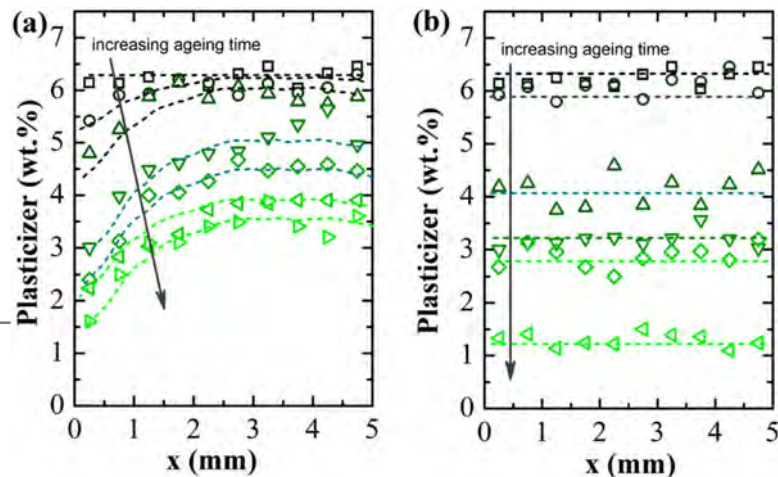 (a)
increasing ageing time
Plasticizer (wt.%)
7
6
5
4
3
2
1
0
0 1 2 3 4 5
x (mm)
(b)
increasing ageing time
Plasticizer (wt.%)
7
6
5
4
3
2
1
0
0 1 2 3 4 5
x (mm)